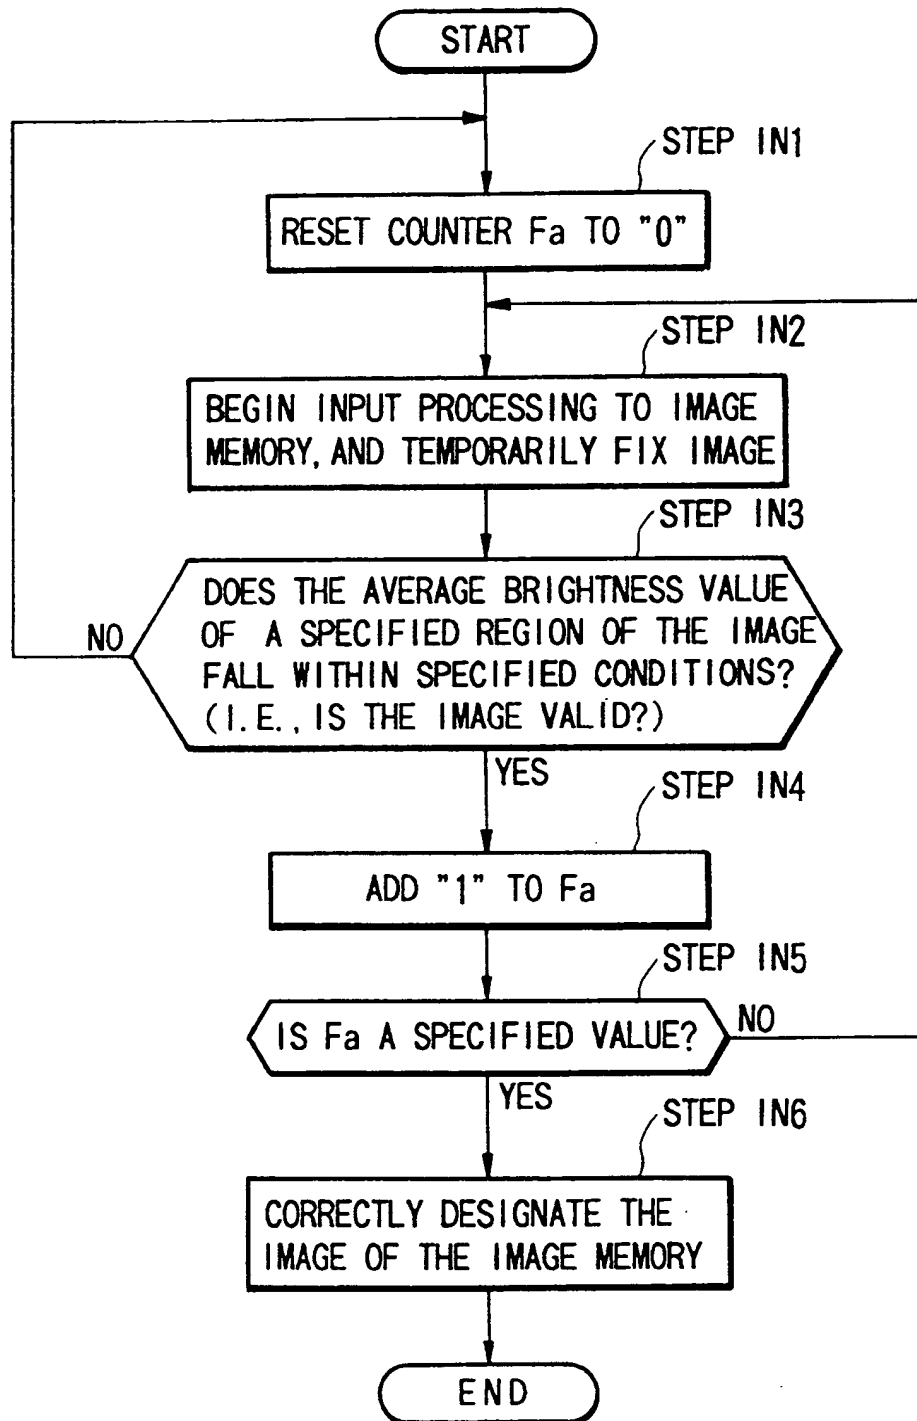 START
STEP IN1
RESET COUNTER Fa TO "0"
STEP IN2
BEGIN INPUT PROCESSING TO IMAGE
MEMORY, AND TEMPORARILY FIX IMAGE
STEP IN3
DOES THE AVERAGE BRIGHTNESS VALUE
OF A SPECIFIED REGION OF THE IMAGE
FALL WITHIN SPECIFIED CONDITIONS?
(I.E., IS THE IMAGE VALID?)
NO
YES
STEP IN4
ADD "1" TO Fa
STEP IN5
IS Fa A SPECIFIED VALUE?
NO
YES
STEP IN6
CORRECTLY DESIGNATE THE
IMAGE OF THE IMAGE MEMORY
END